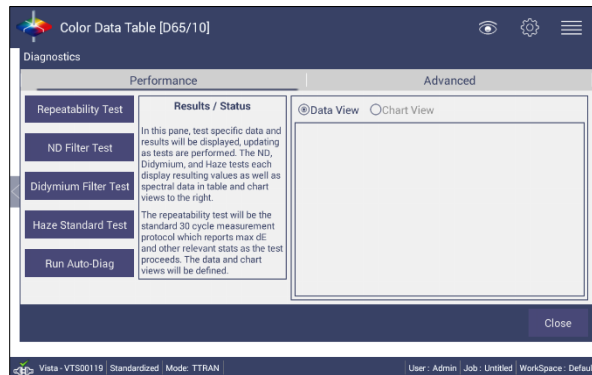 Color Data Table [D65/10]
Diagnostics
Performance
Advanced
Repeatability Test
ND Filter Test
Didymium Filter Test
Haze Standard Test
Run Auto-Diag
Results / Status
In this pane, test specific data and
results will be displayed, updating
as tests are performed. The ND,
Didymium, and Haze tests each
display resulting values as well as
spectral data in table and chart
views to the right.
The repeatability test will be the
standard 30 cycle measurement
protocol which reports max dE
and other relevant stats as the test
proceeds. The data and chart
views will be defined.
Data View Chart View
Close
Vista - VTS00119 Standardized Mode: TTRAN User : Admin Job : Untitled WorkSpace : Defaul